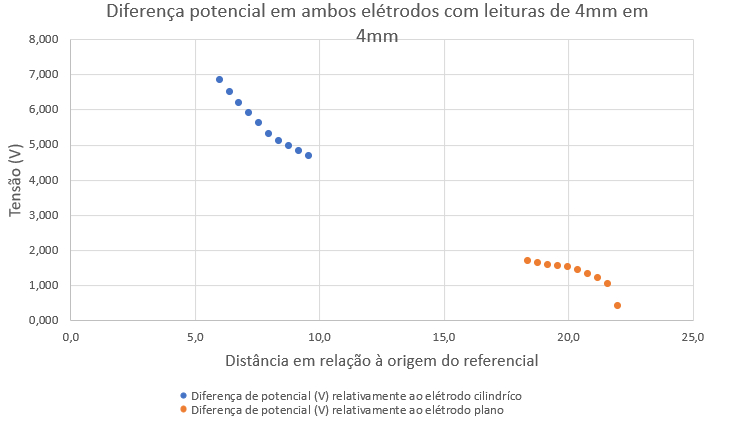 Diferença potencial em ambos elétrodos com leituras de 4mm em
4mm
8,000
7,000
6,000
5,000
4,000
3,000
2,000
1,000
0,000
Tensão (V)
0,0 5,0 10,0 15,0 20,0 25,0
Distância em relação à origem do referencial
Diferença de potencial (V) relativamente ao elétrodo cilindríco
Diferença de potencial (V) relativamente ao elétrodo plano